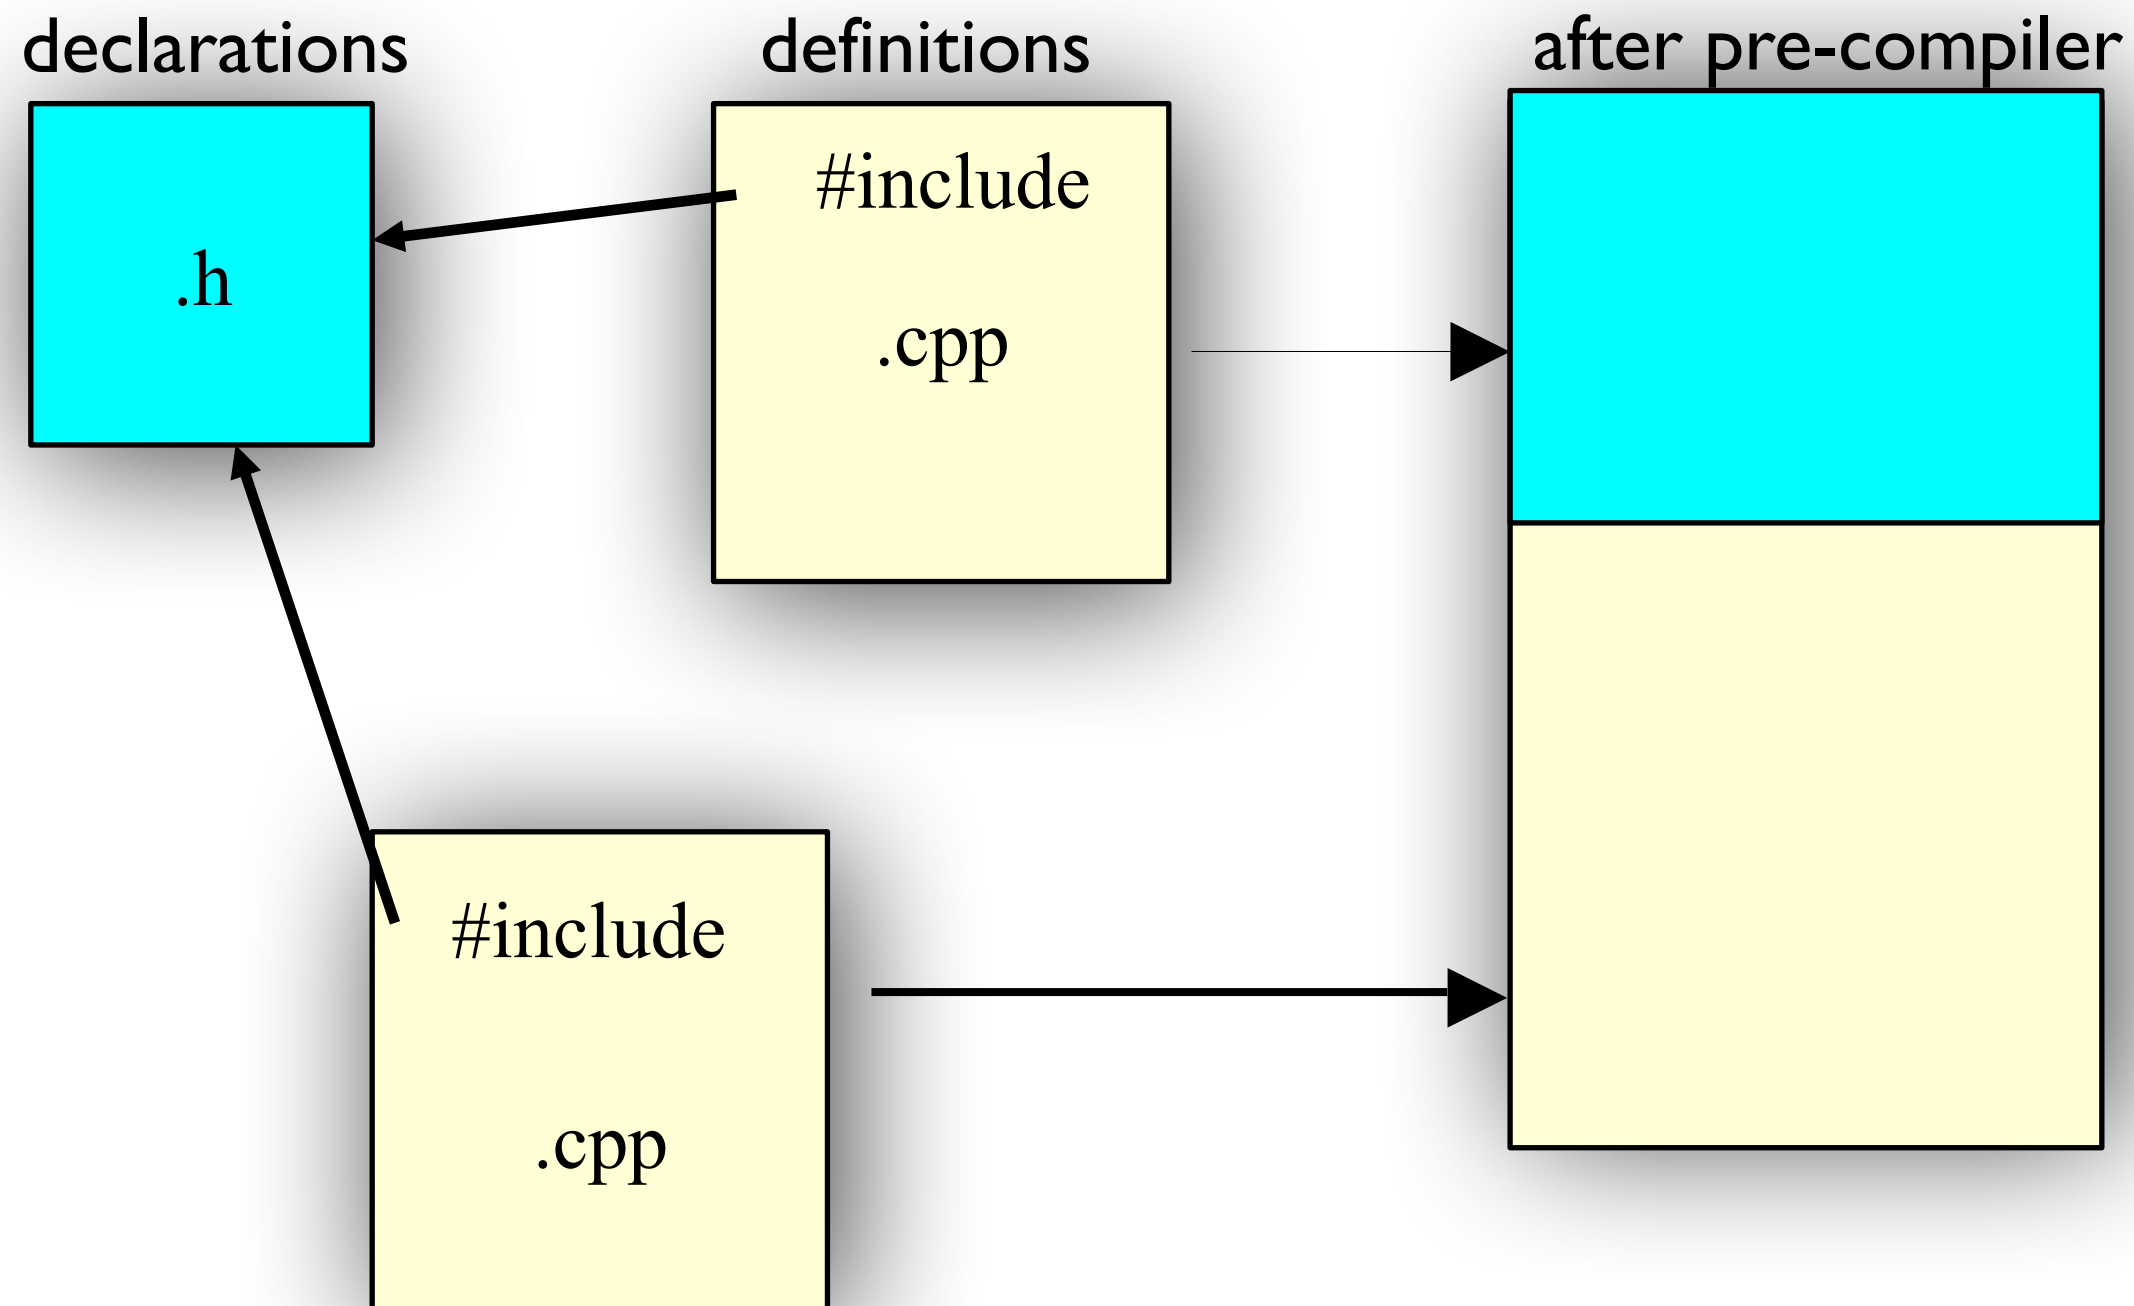 declarations
definitions
after pre-compiler
.h
#include
.cpp
#include
.cpp